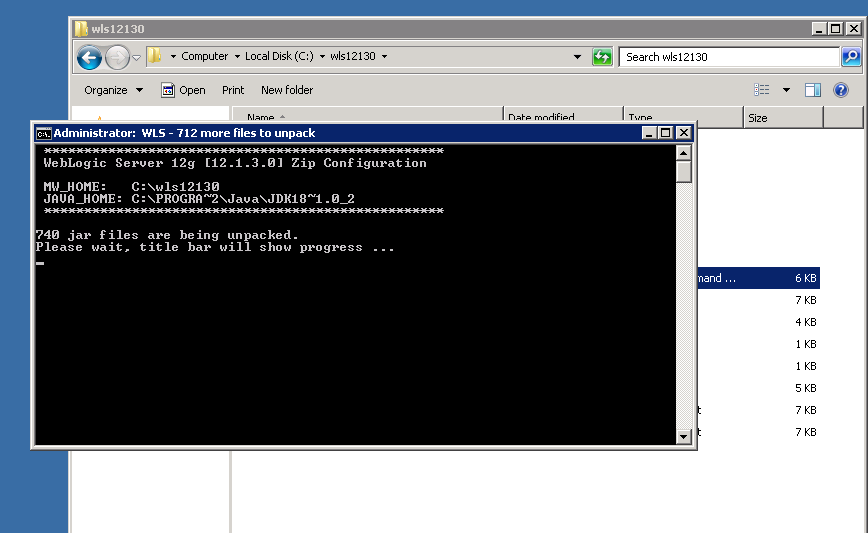 wls12130
Computer Local Disk (C:) wls12130
Search wls12130
Organize Open Print New folder
Name Date modified Type Size
Administrator: WLS - 712 more files to unpack
**************************************************
WebLogic Server 12g [12.1.3.0] Zip Configuration
MW_HOME: C:\wls12130
JAVA_HOME: C:\PROGRA~2\Java\JDK18~1.0_2
**************************************************
740 jar files are being unpacked.
Please wait, title bar will show progress ...
mand ... 6 KB
7 KB
4 KB
1 KB
1 KB
5 KB
t 7 KB
t 7 KB